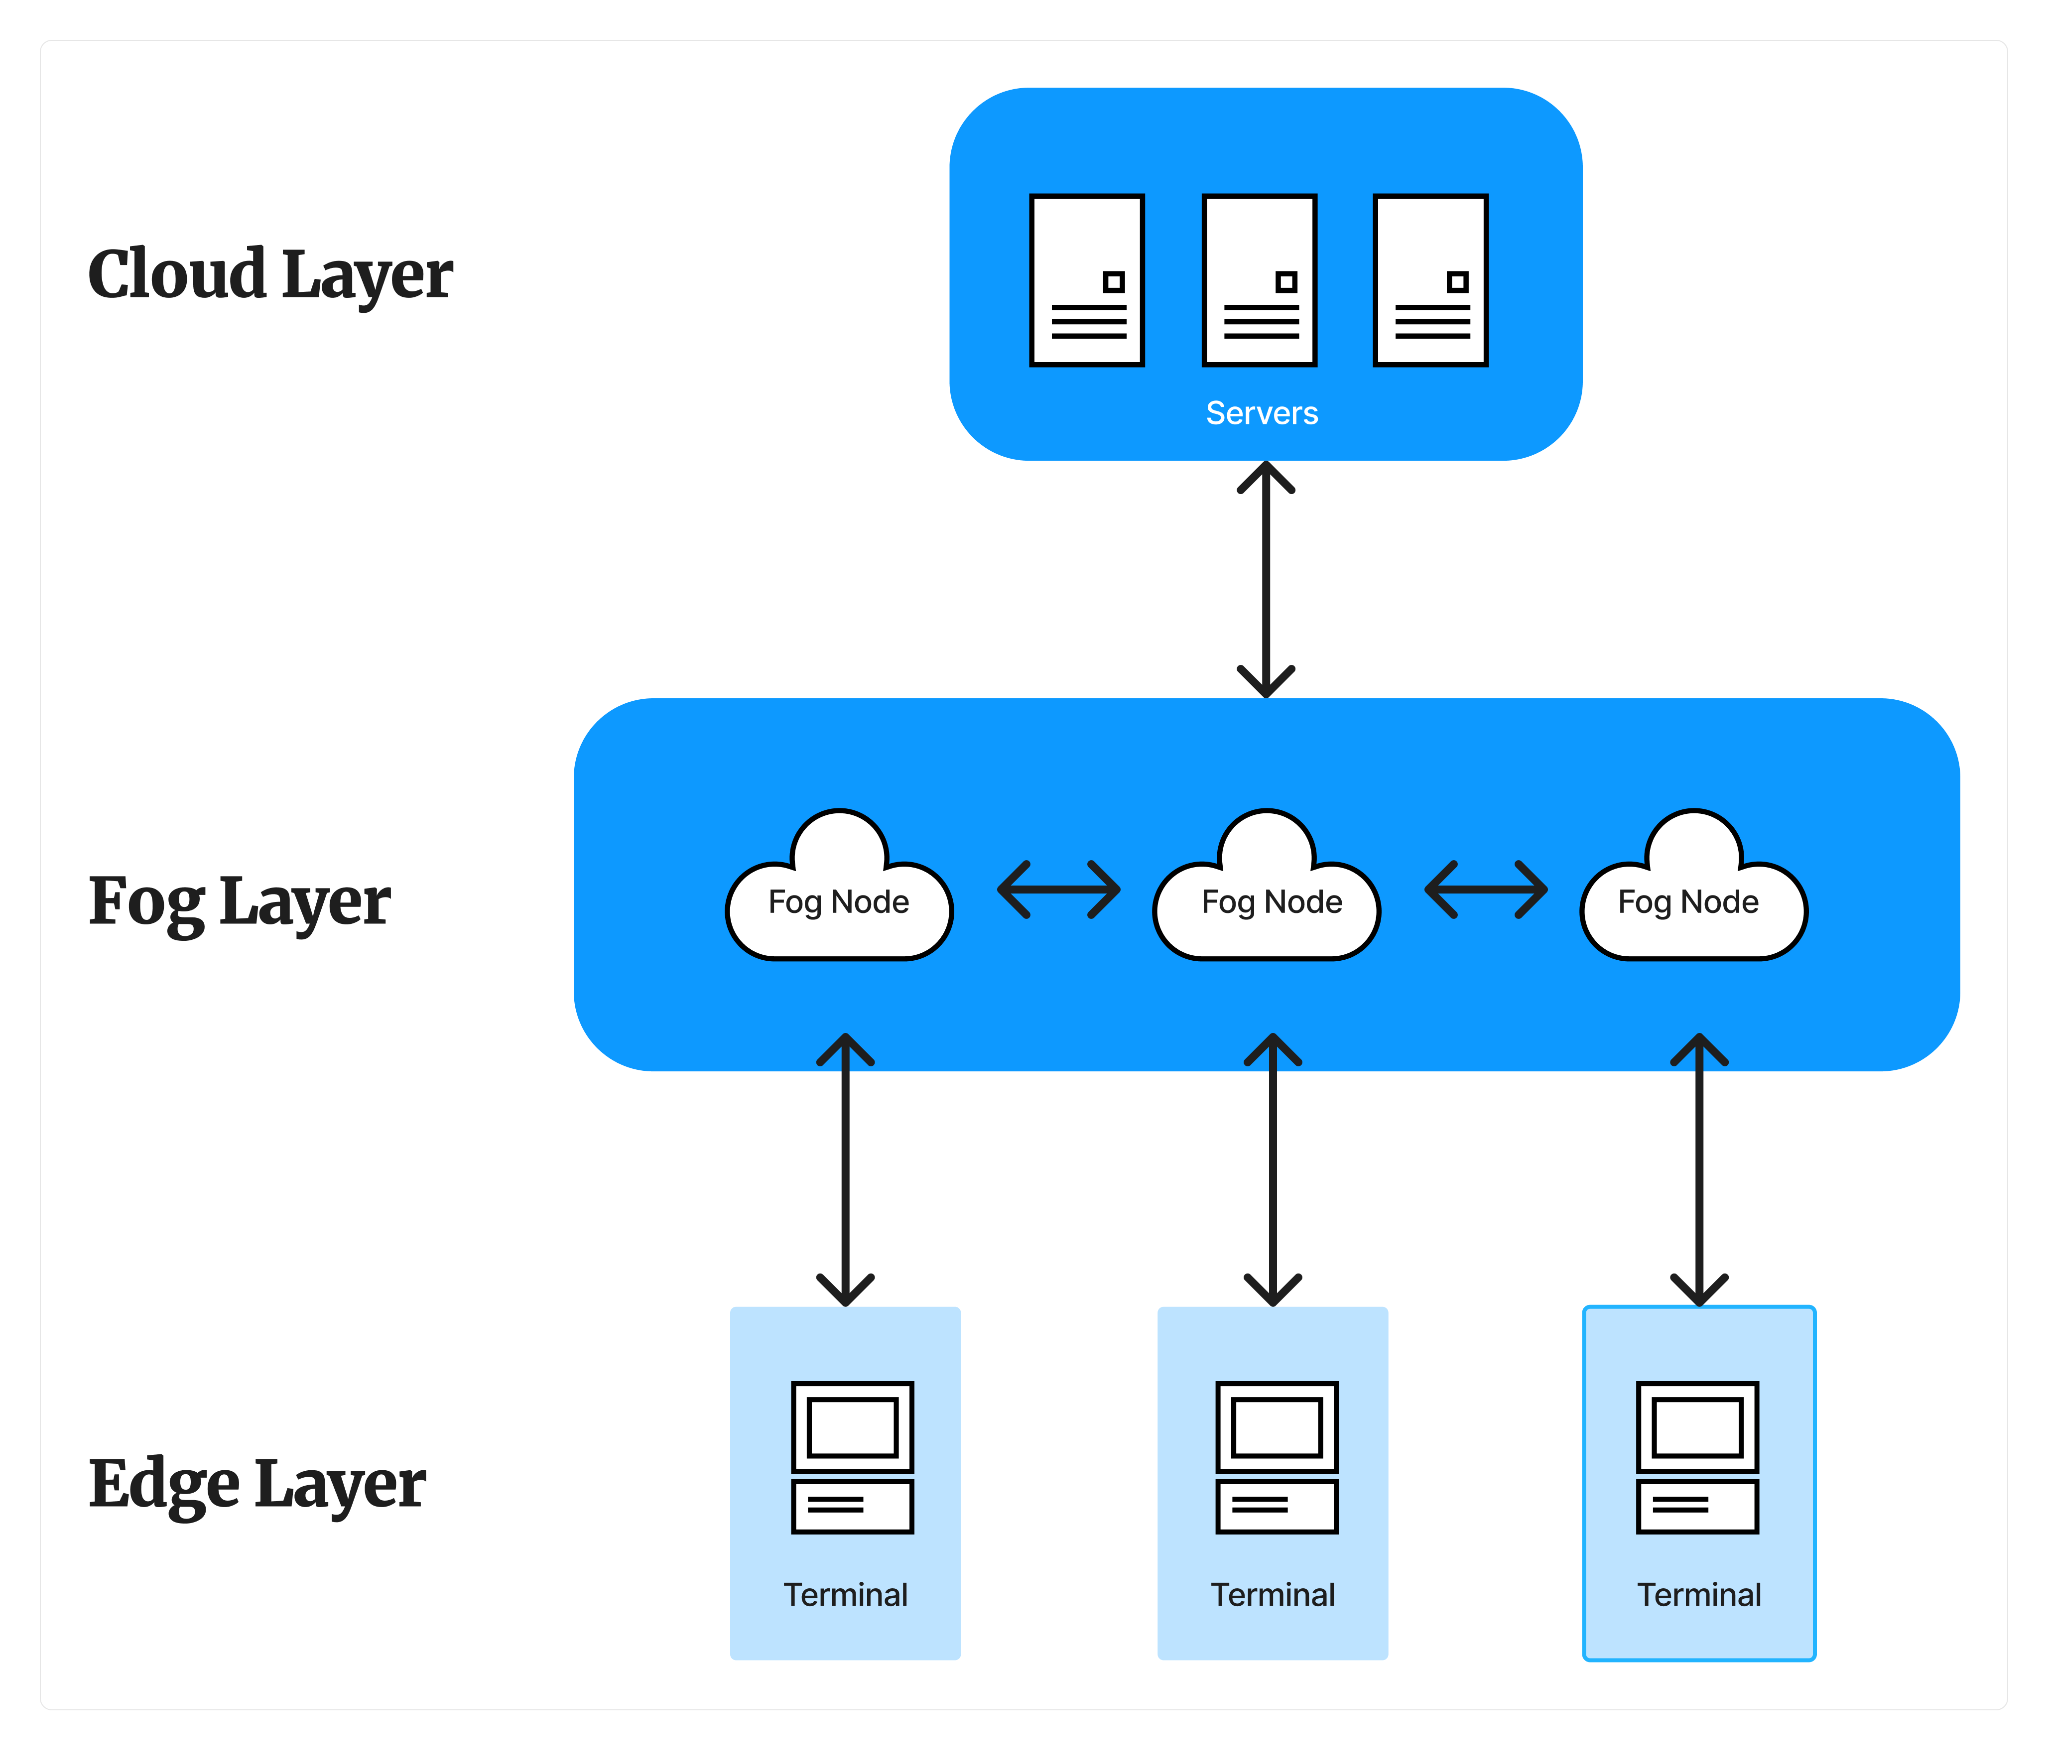 Cloud Layer
Servers
Fog Layer
Fog Node
Fog Node
Fog Node
Edge Layer
Terminal
Terminal
Terminal